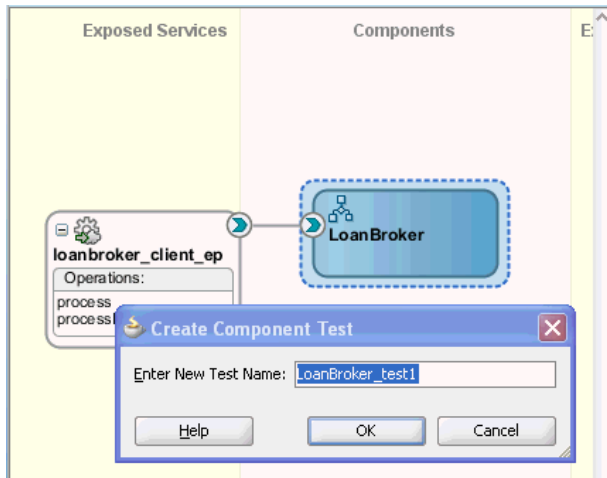 Exposed Services
Components
LoanBroker
loanbroker_client_ep
Operations:
process
Create Component Test
Enter New Test Name:
LoanBroker_test1
Help
OK
Cancel